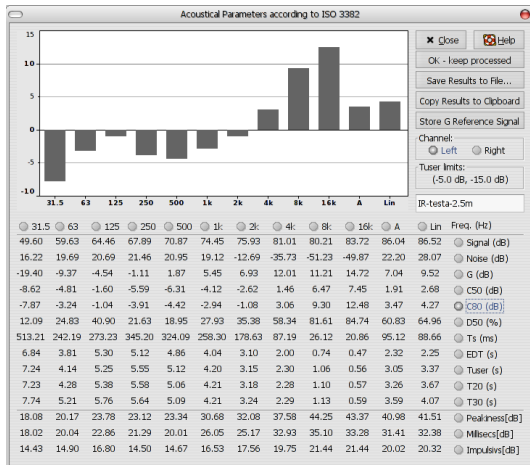 Acoustical Parameters according to ISO 3382
15
10
5
0
-5
-10
31.5 63 125 250 500 1k 2k 4k 8k 16k A Lin
Close Help
OK - keep processed
Save Results to File...
Copy Results to Clipboard
Store G Reference Signal
Channel:
Left Right
Tuser limits:
(-5.0 dB, -15.0 dB)
IR-testa-2.5m
31.5 63 125 250 500 1k 2k 4k 8k 16k A Lin Freq. (Hz)
49.60 59.63 64.46 67.89 70.87 74.45 75.93 81.01 80.21 83.72 86.04 86.52 Signal (dB)
16.22 19.69 20.69 21.46 20.95 19.12 -12.69 -35.73 -51.23 -49.87 22.20 28.07 Noise (dB)
-19.40 -9.37 -4.54 -1.11 1.87 5.45 6.93 12.01 11.21 14.72 7.04 9.52 G (dB)
-8.62 -4.81 -1.60 -5.59 -6.31 -4.12 -2.62 1.46 6.47 7.45 1.91 2.68 C50 (dB)
-7.87 -3.24 -1.04 -3.91 -4.42 -2.94 -1.08 3.06 9.30 12.48 3.47 4.27 C80 (dB)
12.09 24.83 40.90 21.63 18.95 27.93 35.38 58.34 81.61 84.74 60.83 64.96 D50 (%)
513.21 242.19 273.23 345.20 324.09 258.30 178.63 87.19 26.12 20.86 95.12 88.66 Ts (ms)
6.84 3.81 5.30 5.12 4.86 4.04 3.10 2.00 0.74 0.47 2.32 2.25 EDT (s)
7.24 4.14 5.25 5.55 5.12 4.20 3.15 2.30 1.06 0.56 3.05 3.37 Tuser (s)
7.23 4.28 5.38 5.58 5.06 4.21 3.18 2.28 1.10 0.57 3.26 3.67 T20 (s)
7.74 5.21 5.76 5.64 5.09 4.21 3.24 2.29 1.13 0.59 3.59 4.07 T30 (s)
18.08 20.17 23.78 23.12 23.34 30.68 32.08 37.58 44.25 43.37 40.98 41.51 Peakiness[dB]
18.02 20.04 22.86 21.29 20.01 26.05 25.17 32.93 35.10 33.28 31.41 32.38 Millisecs[dB]
14.43 14.90 16.80 14.50 14.67 16.53 17.56 19.75 21.44 21.44 20.02 20.32 Impulsivs[dB]